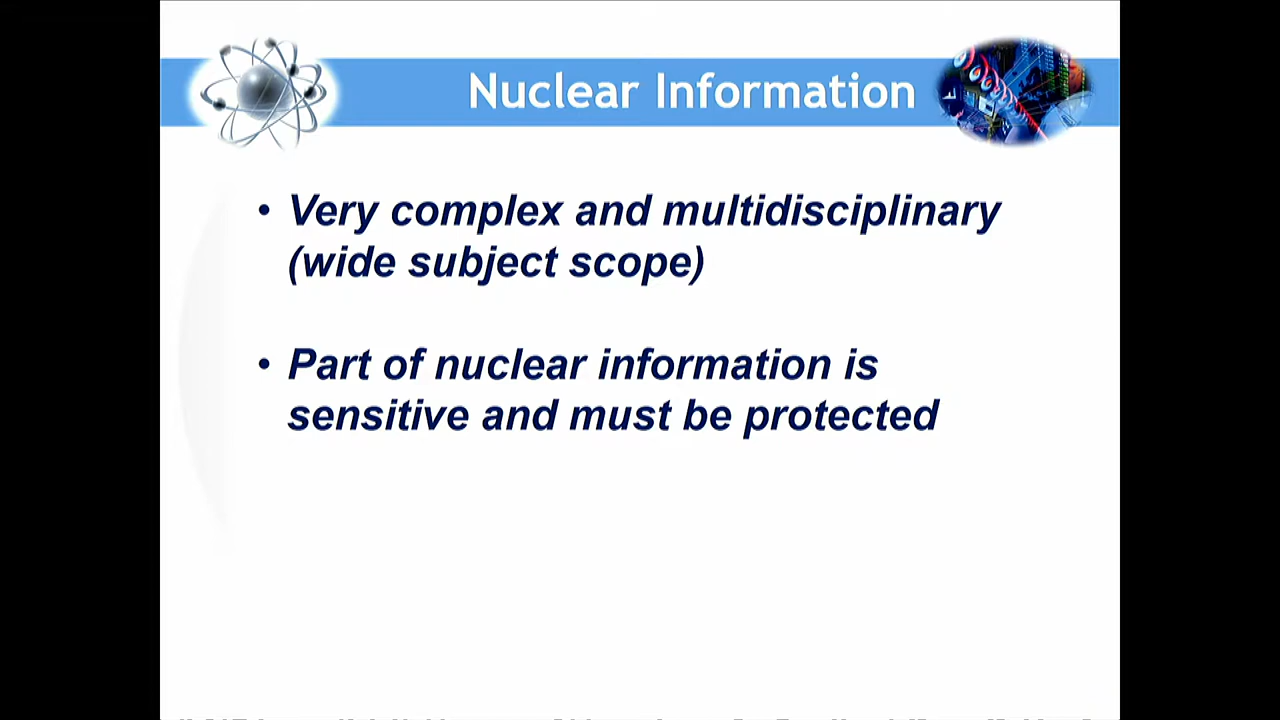 Nuclear Information
• Very complex and multidisciplinary
(wide subject scope)
• Part of nuclear information is
sensitive and must be protected